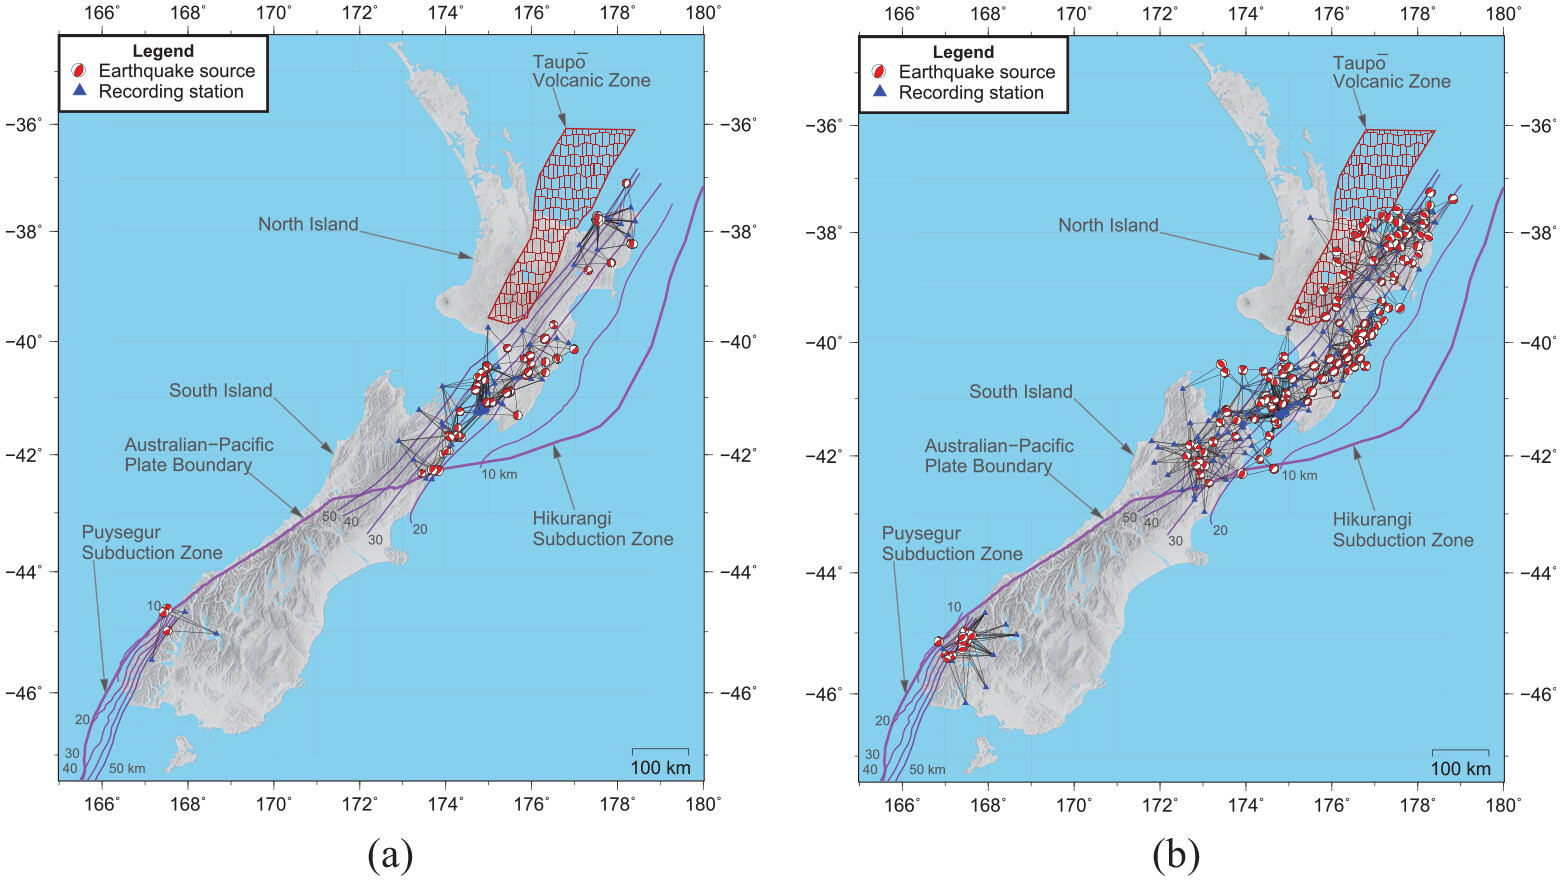 166° 168° 170° 172° 174° 176° 178° 180°
Legend
Earthquake source
Recording station
Taupō
Volcanic Zone
−36°
−38°
North Island
−40°
South Island
Australian−Pacific
Plate Boundary
−42°
10 km
50
40
30
20
Hikurangi
Subduction Zone
Puysegur
Subduction Zone
−44°
10
−46°
20
30
40
50 km
100 km
166° 168° 170° 172° 174° 176° 178° 180°
(a)
166° 168° 170° 172° 174° 176° 178° 180°
Legend
Earthquake source
Recording station
Taupō
Volcanic Zone
−36°
−36°
−38°
−38°
North Island
−40°
−40°
South Island
Australian−Pacific
Plate Boundary
−42°
−42°
10 km
50
40
30
20
Hikurangi
Subduction Zone
Puysegur
Subduction Zone
−44°
−44°
10
−46°
−46°
20
30
40
50 km
100 km
166° 168° 170° 172° 174° 176° 178° 180°
(b)